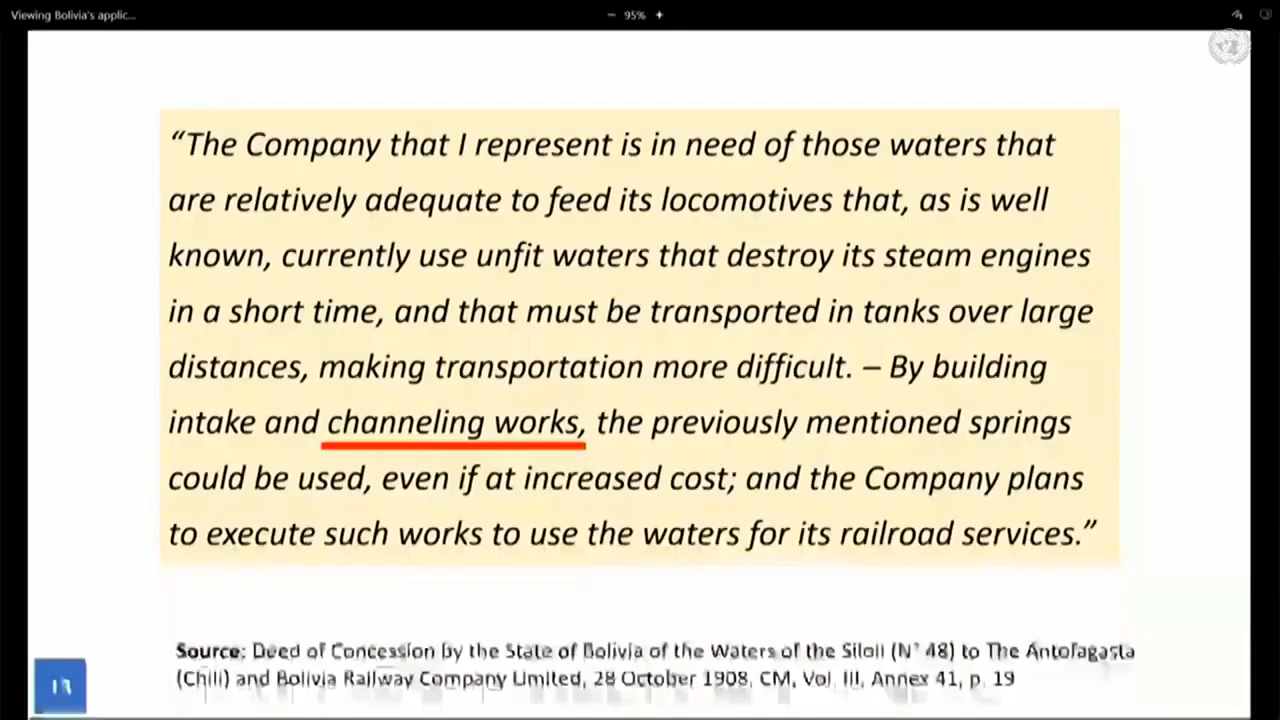 Viewing Bolivia's applic...
− 95% +
“The Company that I represent is in need of those waters that
are relatively adequate to feed its locomotives that, as is well
known, currently use unfit waters that destroy its steam engines
in a short time, and that must be transported in tanks over large
distances, making transportation more difficult. – By building
intake and channeling works, the previously mentioned springs
could be used, even if at increased cost; and the Company plans
to execute such works to use the waters for its railroad services.”
Source: Deed of Concession by the State of Bolivia of the Waters of the Siloli (N° 48) to The Antofagasta
(Chili) and Bolivia Railway Company Limited, 28 October 1908, CM, Vol. III, Annex 41, p. 19